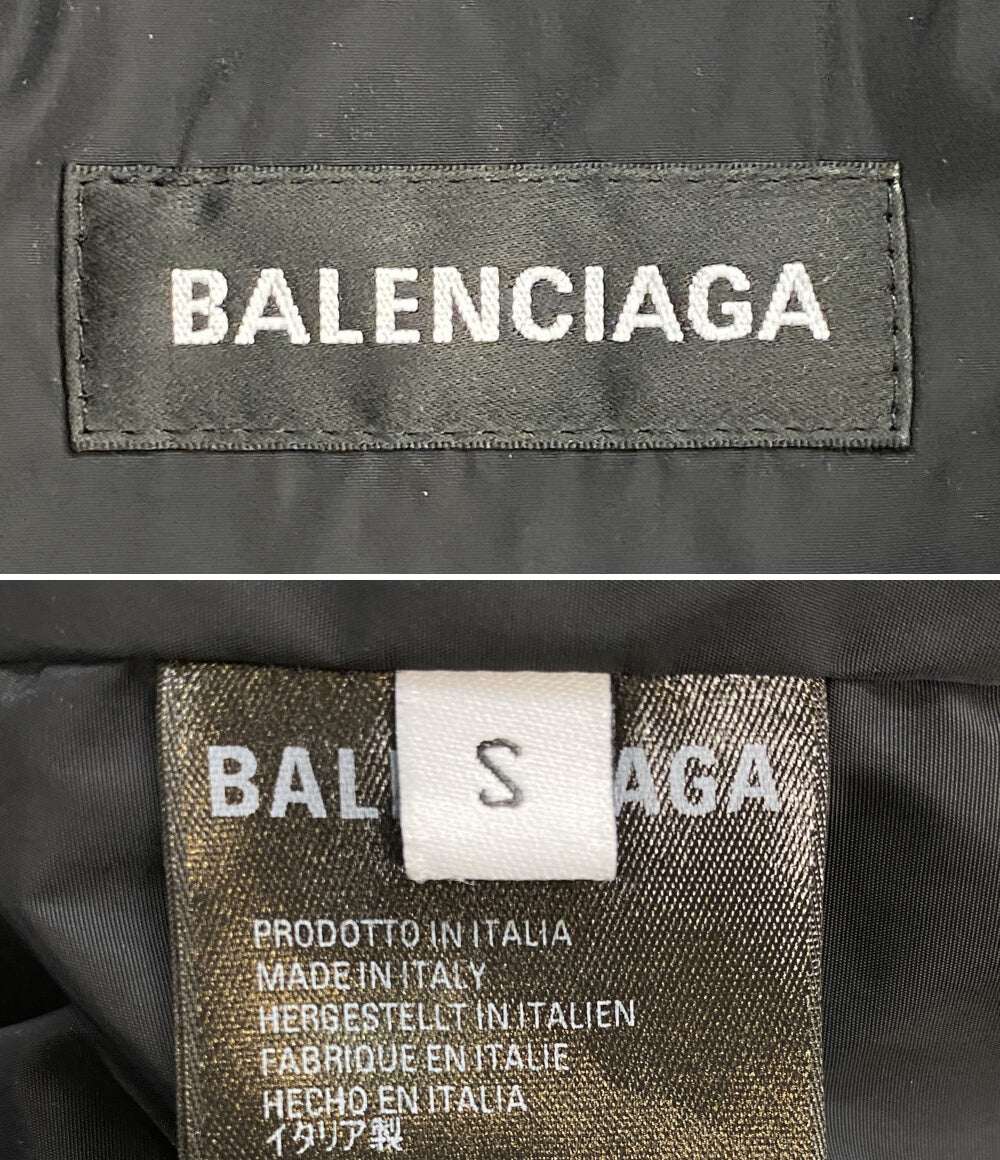 BALENCIAGA
BAL S AGA
PRODOTTO IN ITALIA
MADE IN ITALY
HERGESTELLT IN ITALIEN
FABRIQUE EN ITALIE
HECHO EN ITALIA
イタリア製